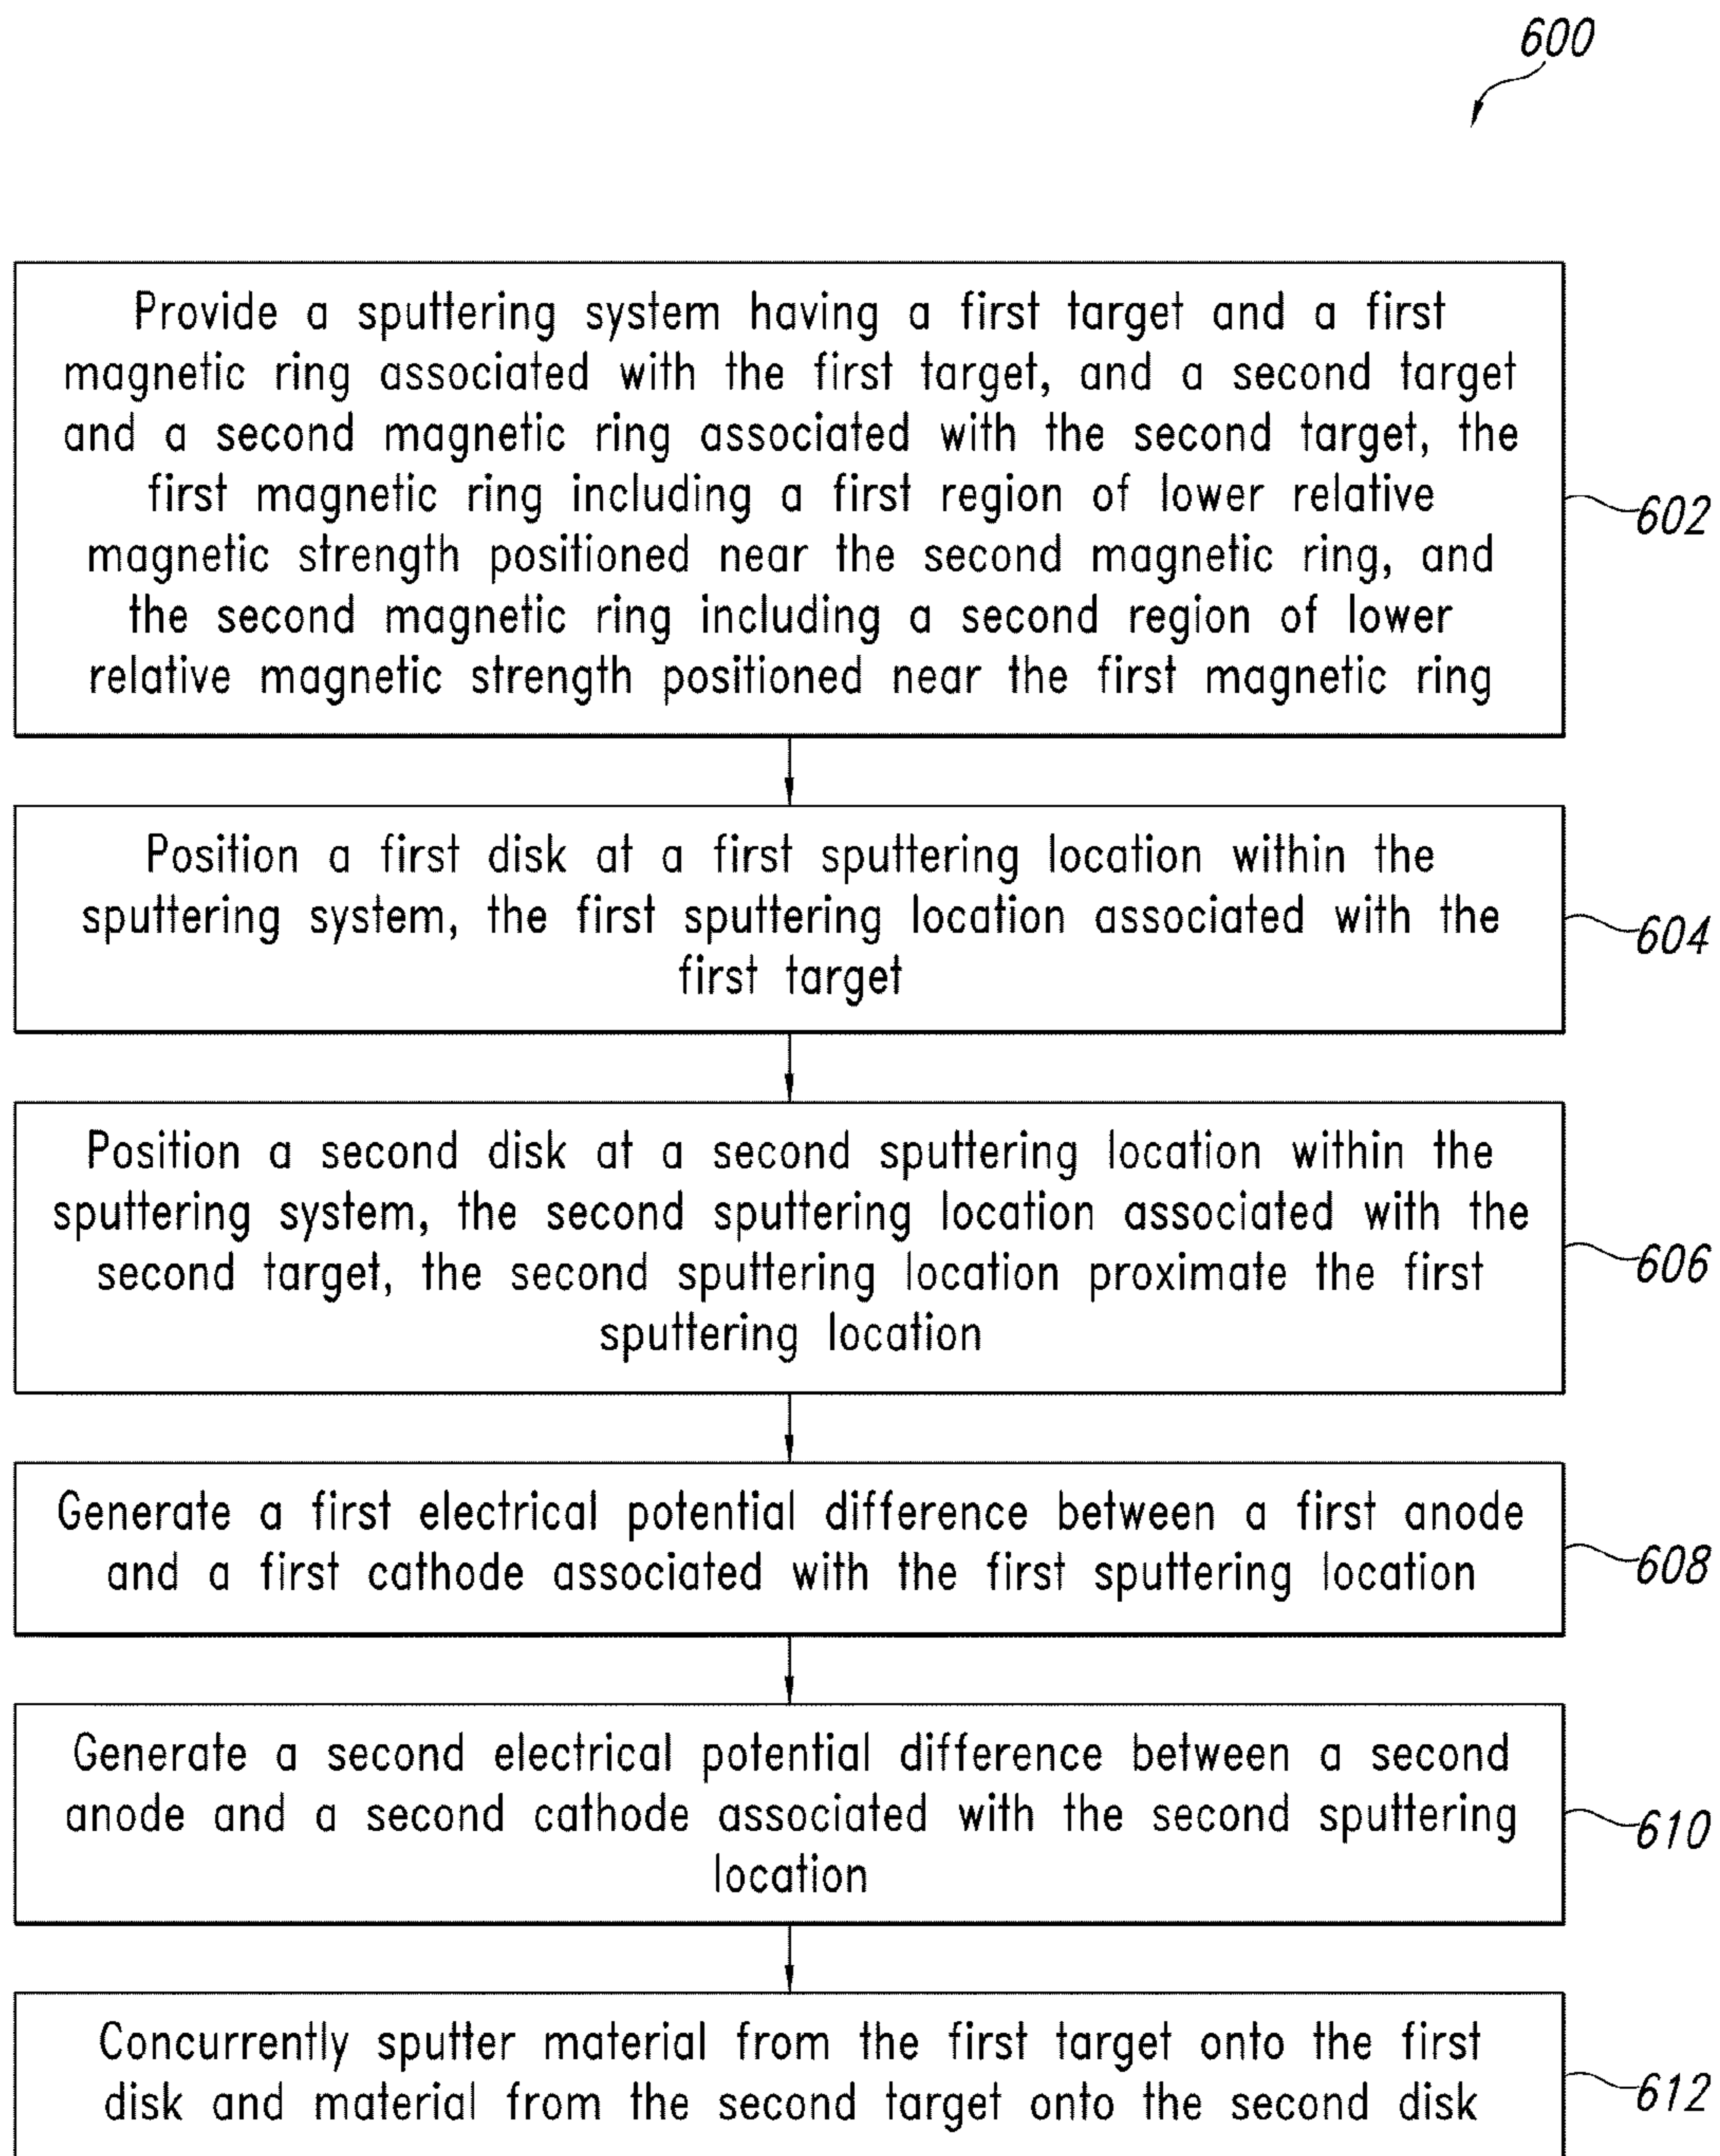 600
Provide a sputtering system having a first target and a first
magnetic ring associated with the first target, and a second target
and a second magnetic ring associated with the second target, the
first magnetic ring including a first region of lower relative
magnetic strength positioned near the second magnetic ring, and
the second magnetic ring including a second region of lower
relative magnetic strength positioned near the first magnetic ring
602
Position a first disk at a first sputtering location within the
sputtering system, the first sputtering location associated with the
first target
604
Position a second disk at a second sputtering location within the
sputtering system, the second sputtering location associated with the
second target, the second sputtering location proximate the first
sputtering location
606
Generate a first electrical potential difference between a first anode
and a first cathode associated with the first sputtering location
608
Generate a second electrical potential difference between a second
anode and a second cathode associated with the second sputtering
location
610
Concurrently sputter material from the first target onto the first
disk and material from the second target onto the second disk
612